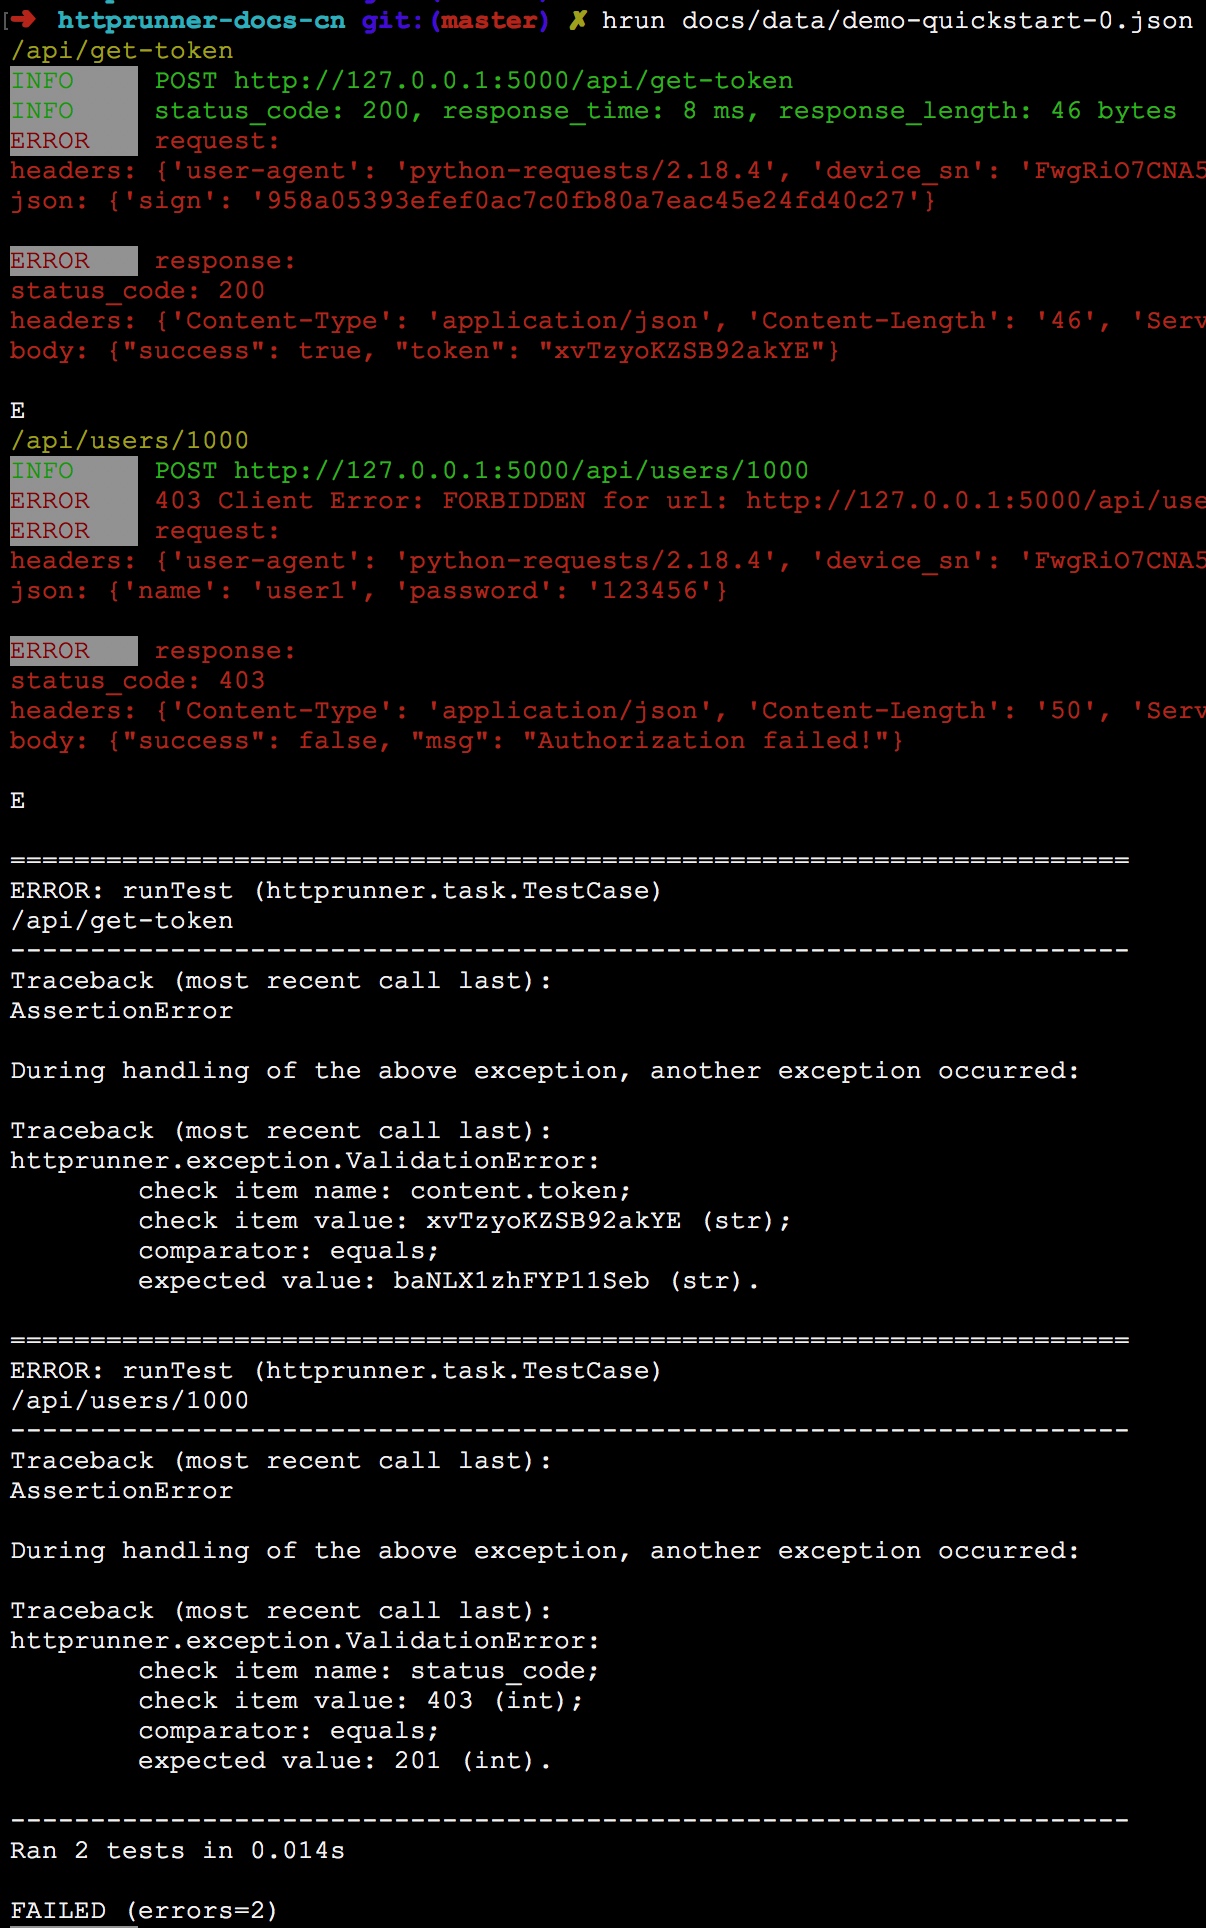 ➜ httprunner-docs-cn git:(master) ✗ hrun docs/data/demo-quickstart-0.json
/api/get-token
INFO POST http://127.0.0.1:5000/api/get-token
INFO status_code: 200, response_time: 8 ms, response_length: 46 bytes
ERROR request:
headers: {'user-agent': 'python-requests/2.18.4', 'device_sn': 'FwgRiO7CNA5
json: {'sign': '958a05393efef0ac7c0fb80a7eac45e24fd40c27'}
ERROR response:
status_code: 200
headers: {'Content-Type': 'application/json', 'Content-Length': '46', 'Serv
body: {"success": true, "token": "xvTzyoKZSB92akYE"}
E
/api/users/1000
INFO POST http://127.0.0.1:5000/api/users/1000
ERROR 403 Client Error: FORBIDDEN for url: http://127.0.0.1:5000/api/use
ERROR request:
headers: {'user-agent': 'python-requests/2.18.4', 'device_sn': 'FwgRiO7CNA5
json: {'name': 'user1', 'password': '123456'}
ERROR response:
status_code: 403
headers: {'Content-Type': 'application/json', 'Content-Length': '50', 'Serv
body: {"success": false, "msg": "Authorization failed!"}
E
======================================================================
ERROR: runTest (httprunner.task.TestCase)
/api/get-token
----------------------------------------------------------------------
Traceback (most recent call last):
AssertionError
During handling of the above exception, another exception occurred:
Traceback (most recent call last):
httprunner.exception.ValidationError:
check item name: content.token;
check item value: xvTzyoKZSB92akYE (str);
comparator: equals;
expected value: baNLX1zhFYP11Seb (str).
======================================================================
ERROR: runTest (httprunner.task.TestCase)
/api/users/1000
----------------------------------------------------------------------
Traceback (most recent call last):
AssertionError
During handling of the above exception, another exception occurred:
Traceback (most recent call last):
httprunner.exception.ValidationError:
check item name: status_code;
check item value: 403 (int);
comparator: equals;
expected value: 201 (int).
----------------------------------------------------------------------
Ran 2 tests in 0.014s
FAILED (errors=2)